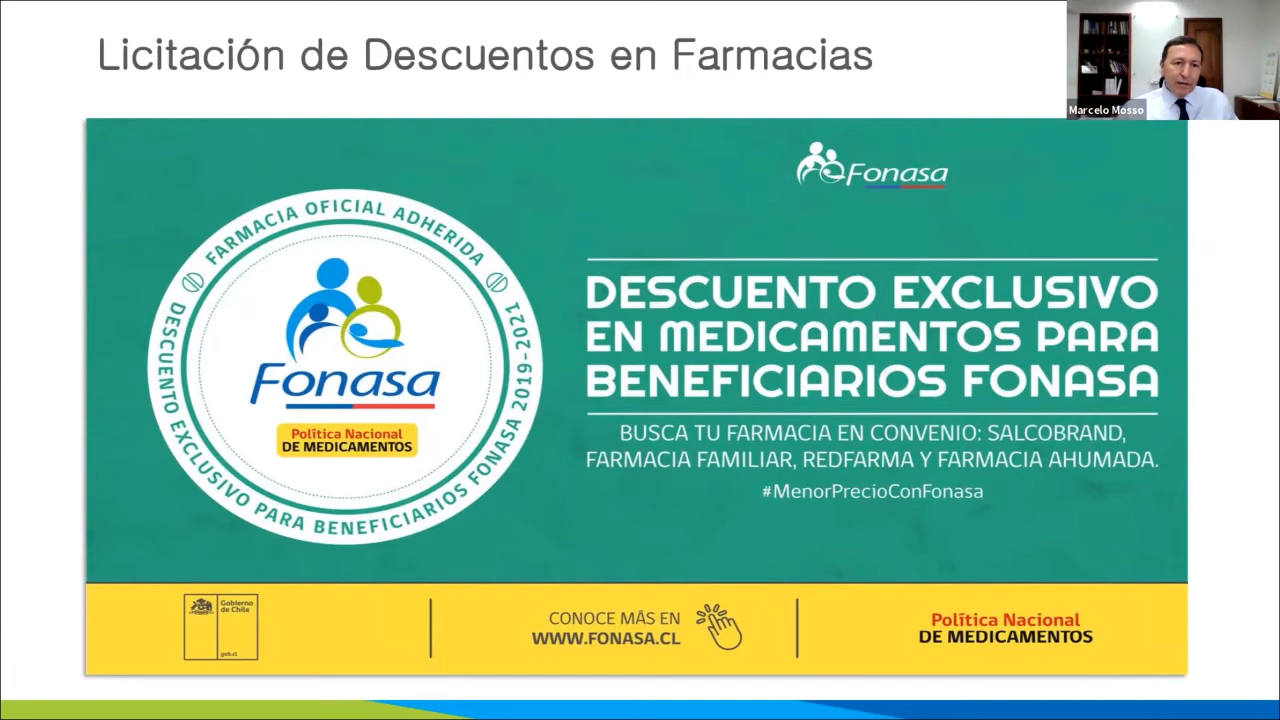 Licitación de Descuentos en Farmacias
Marcelo Mosso
Fonasa
FARMACIA OFICIAL ADHERIDA
DESCUENTO EXCLUSIVO PARA BENEFICIARIOS FONASA 2019-2021
Fonasa
Política Nacional
DE MEDICAMENTOS
DESCUENTO EXCLUSIVO
EN MEDICAMENTOS PARA
BENEFICIARIOS FONASA
BUSCA TU FARMACIA EN CONVENIO: SALCOBRAND,
FARMACIA FAMILIAR, REDFARMA Y FARMACIA AHUMADA.
#MenorPrecioConFonasa
Gobierno
de Chile
gob.cl
CONOCE MÁS EN
WWW.FONASA.CL
Política Nacional
DE MEDICAMENTOS